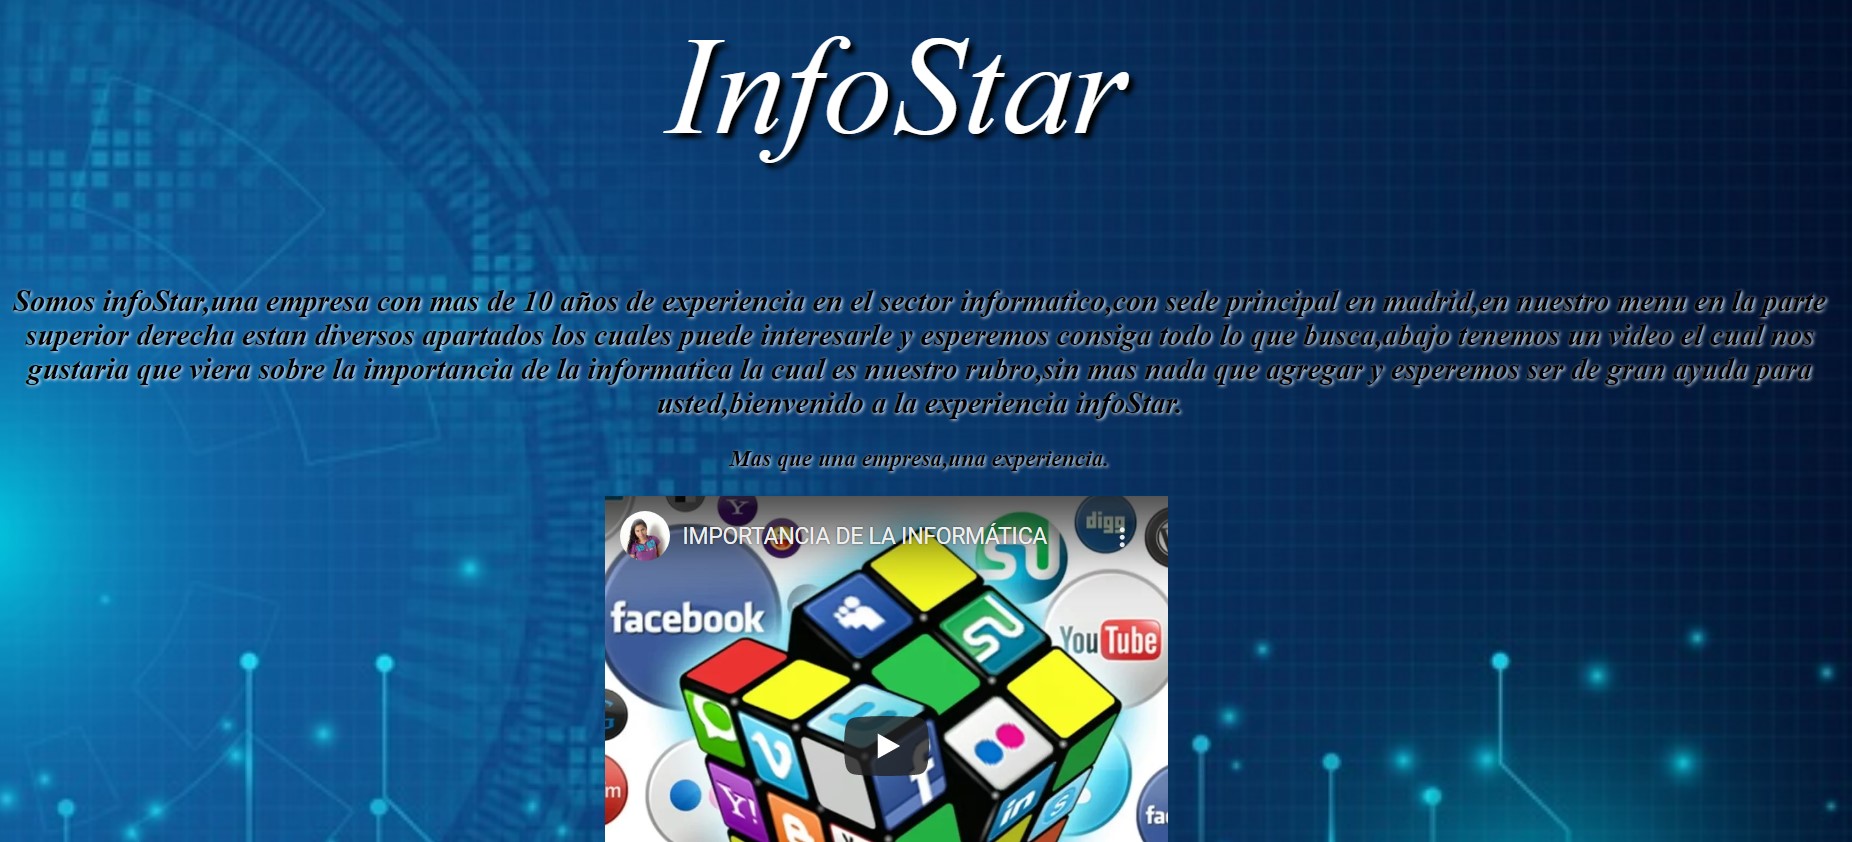 InfoStar
Somos infoStar,una empresa con mas de 10 años de experiencia en el sector informatico,con sede principal en madrid,en nuestro menu en la parte
superior derecha estan diversos apartados los cuales puede interesarle y esperemos consiga todo lo que busca,abajo tenemos un video el cual nos
gustaria que viera sobre la importancia de la informatica la cual es nuestro rubro,sin mas nada que agregar y esperemos ser de gran ayuda para
usted,bienvenido a la experiencia infoStar.
Mas que una empresa,una experiencia.
IMPORTANCIA DE LA INFORMÁTICA
digg
facebook
YouTube
Y!
in